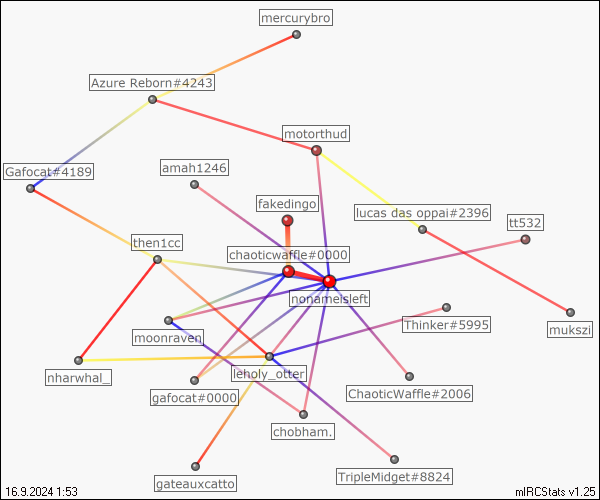 mercurybro
Azure Reborn#4243
motorthud
amah1246
Gafocat#4189
fakedingo
lucas das oppai#2396
tt532
then1cc
chaoticwaffle#0000
nonameisleft
Thinker#5995
mukszi
moonraven
nharwhal_
leholy_otter
gafocat#0000
ChaoticWaffle#2006
chobham.
gateauxcatto
TripleMidget#8824
16.9.2024 1:53
mIRCStats v1.25